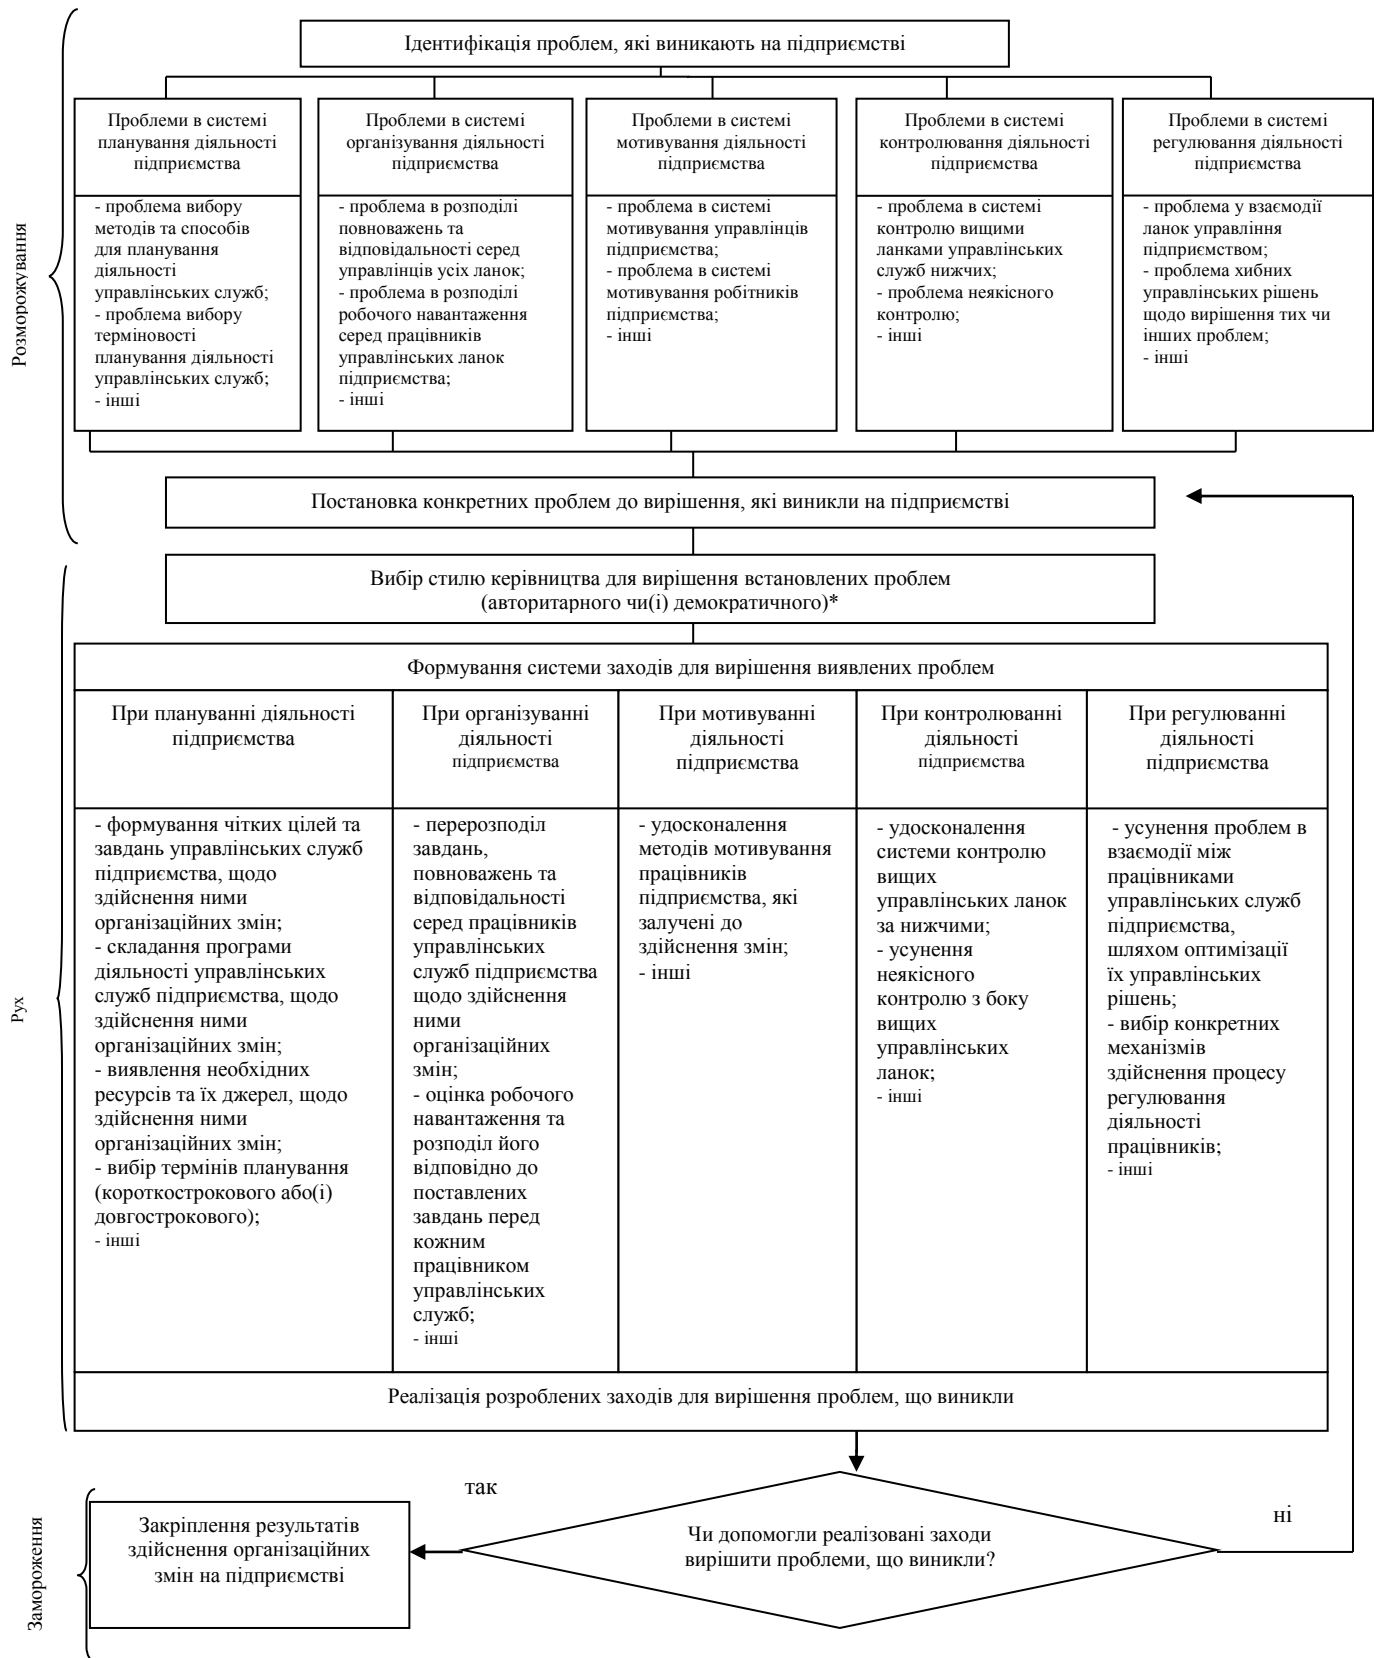 Ідентифікація проблем, які виникають на підприємстві
Проблеми в системі
планування діяльності
підприємства
Проблеми в системі
організування діяльності
підприємства
Проблеми в системі
мотивування діяльності
підприємства
Проблеми в системі
контролювання діяльності
підприємства
Проблеми в системі
регулювання діяльності
підприємства
- проблема вибору
методів та способів
для планування
діяльності
управлінських служб;
- проблема вибору
терміновості
планування діяльності
управлінських служб;
- інші
- проблема в розподілі
повноважень та
відповідальності серед
управлінців усіх ланок;
- проблема в розподілі
робочого навантаження
серед працівників
управлінських ланок
підприємства;
- інші
- проблема в системі
мотивування управлінців
підприємства;
- проблема в системі
мотивування робітників
підприємства;
- інші
- проблема в системі
контролю вищими
ланками управлінських
служб нижчих;
- проблема неякісного
контролю;
- інші
- проблема у взаємодії
ланок управління
підприємством;
- проблема хибних
управлінських рішень
щодо вирішення тих чи
інших проблем;
- інші
Розморожування
Постановка конкретних проблем до вирішення, які виникли на підприємстві
Вибір стилю керівництва для вирішення встановлених проблем
(авторитарного чи(і) демократичного)*
Формування системи заходів для вирішення виявлених проблем
При плануванні діяльності
підприємства
При організуванні
діяльності
підприємства
При мотивуванні
діяльності
підприємства
При контролюванні
діяльності
підприємства
При регулюванні
діяльності
підприємства
- формування чітких цілей та
завдань управлінських служб
підприємства, щодо
здійснення ними
організаційних змін;
- складання програми
діяльності управлінських
служб підприємства, щодо
здійснення ними
організаційних змін;
- виявлення необхідних
ресурсів та їх джерел, щодо
здійснення ними
організаційних змін;
- вибір термінів планування
(короткострокового або(і)
довгострокового);
- інші
- перерозподіл
завдань,
повноважень та
відповідальності
серед працівників
управлінських
служб підприємства
щодо здійснення
ними
організаційних
змін;
- оцінка робочого
навантаження та
розподіл його
відповідно до
поставлених
завдань перед
кожним
працівником
управлінських
служб;
- інші
- удосконалення
методів мотивування
працівників
підприємства, які
залучені до
здійснення змін;
- інші
- удосконалення
системи контролю
вищих
управлінських ланок
за нижчими;
- усунення
неякісного
контролю з боку
вищих
управлінських
ланок;
- інші
- усунення проблем в
взаємодії між
працівниками
управлінських служб
підприємства,
шляхом оптимізації
їх управлінських
рішень;
- вибір конкретних
механізмів
здійснення процесу
регулювання
діяльності
працівників;
- інші
Рух
Реалізація розроблених заходів для вирішення проблем, що виникли
так
ні
Чи допомогли реалізовані заходи
вирішити проблеми, що виникли?
Закріплення результатів
здійснення організаційних
змін на підприємстві
Замороження